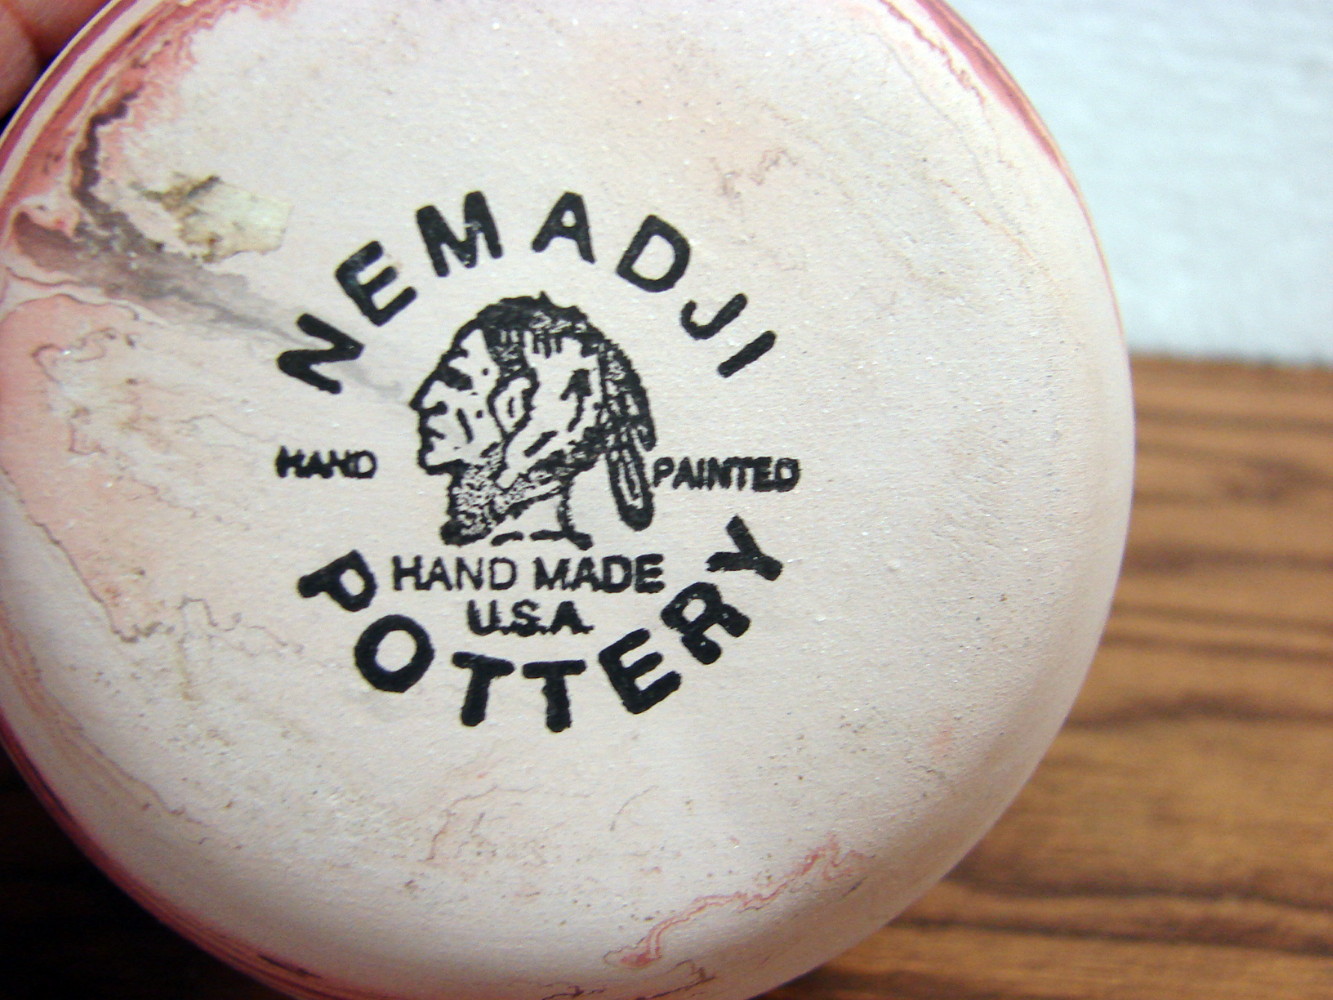 NEMADJI
HAND PAINTED
HAND MADE
U.S.A.
POTTERY